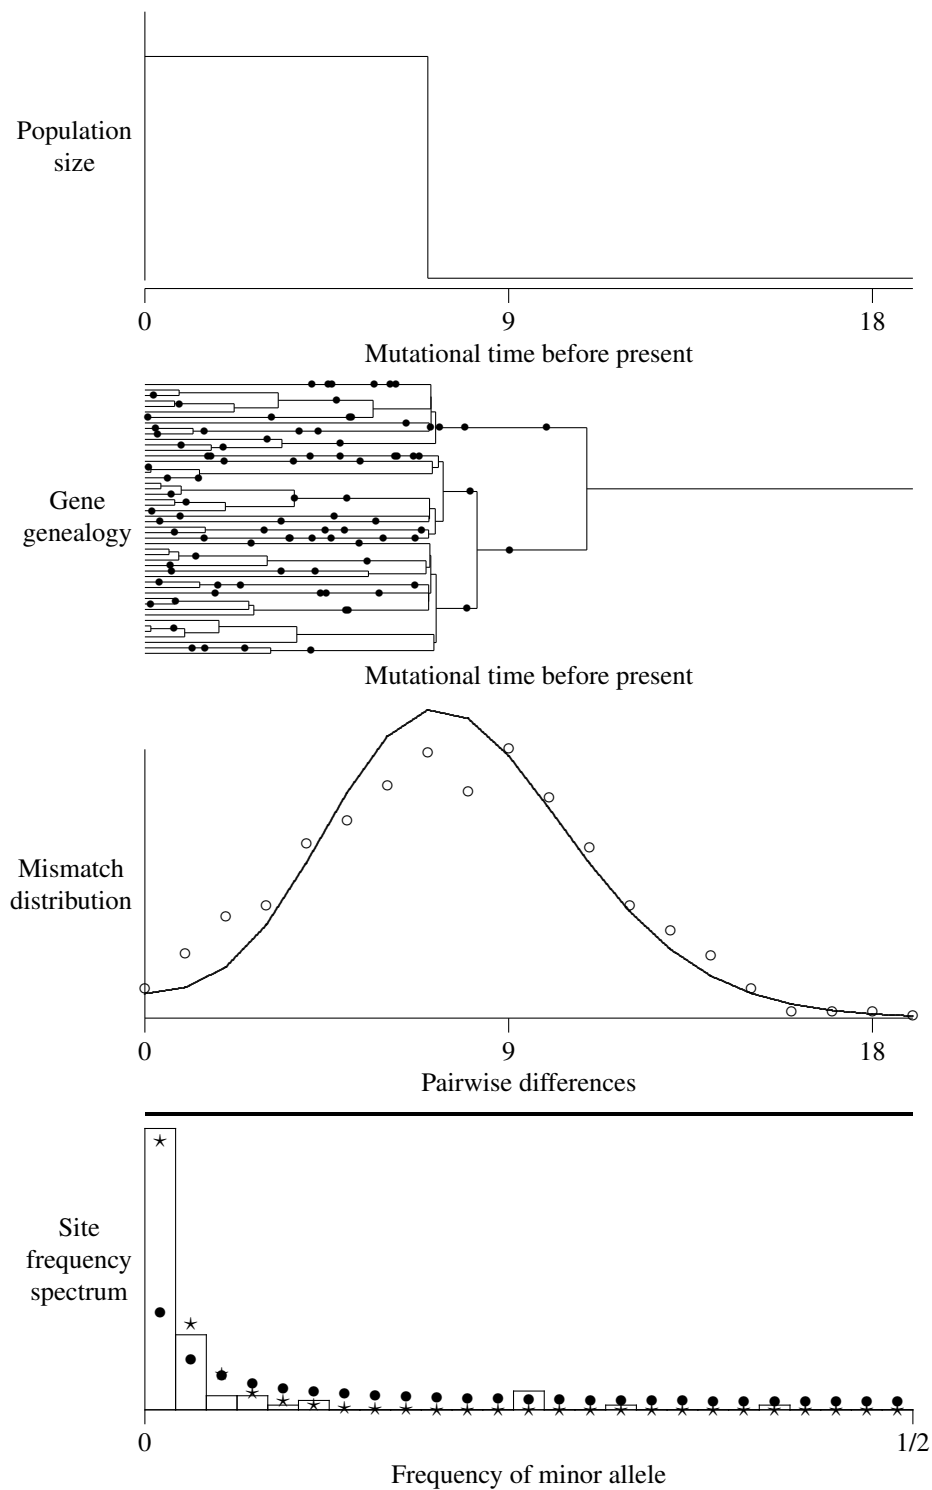 Population
size
0 9 18
Mutational time before present
Gene
genealogy
Mutational time before present
Mismatch
distribution
0 9 18
Pairwise differences
Site
frequency
spectrum
0 1/2
Frequency of minor allele